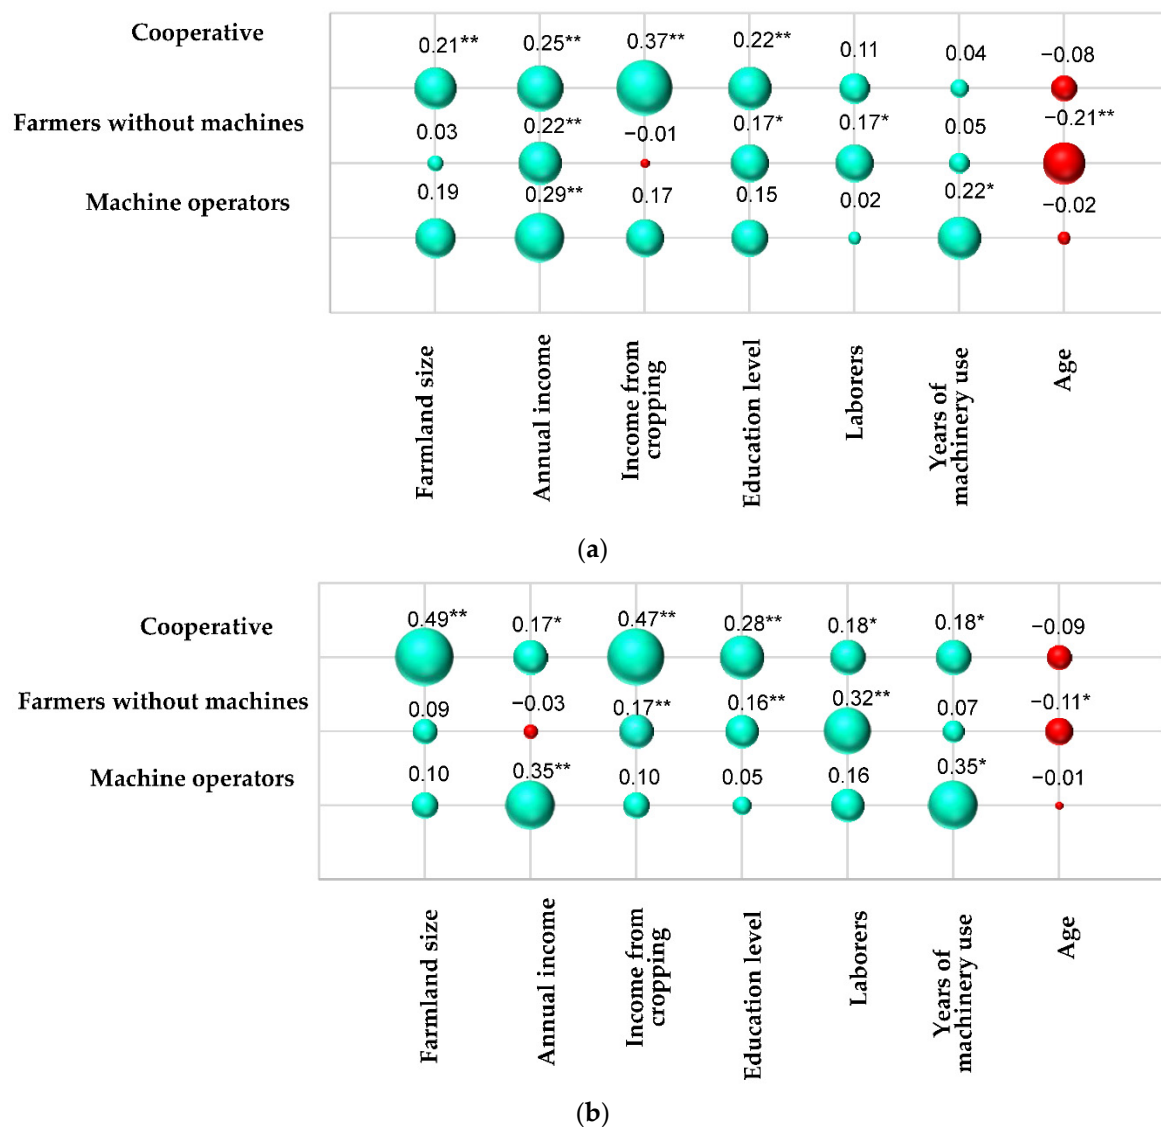 Cooperative
0.21** 0.25** 0.37** 0.22** 0.11 0.04 −0.08
Farmers without machines
0.03 0.22** −0.01 0.17* 0.17* 0.05 −0.21**
Machine operators
0.19 0.29** 0.17 0.15 0.02 0.22* −0.02
Farmland size
Annual income
Income from
cropping
Education level
Laborers
Years of
machinery use
Age
(a)
Cooperative
0.49** 0.17* 0.47** 0.28** 0.18* 0.18* −0.09
Farmers without machines
0.09 −0.03 0.17** 0.16** 0.32** 0.07 −0.11*
Machine operators
0.10 0.35** 0.10 0.05 0.16 0.35* −0.01
Farmland size
Annual income
Income from
cropping
Education level
Laborers
Years of
machinery use
Age
(b)